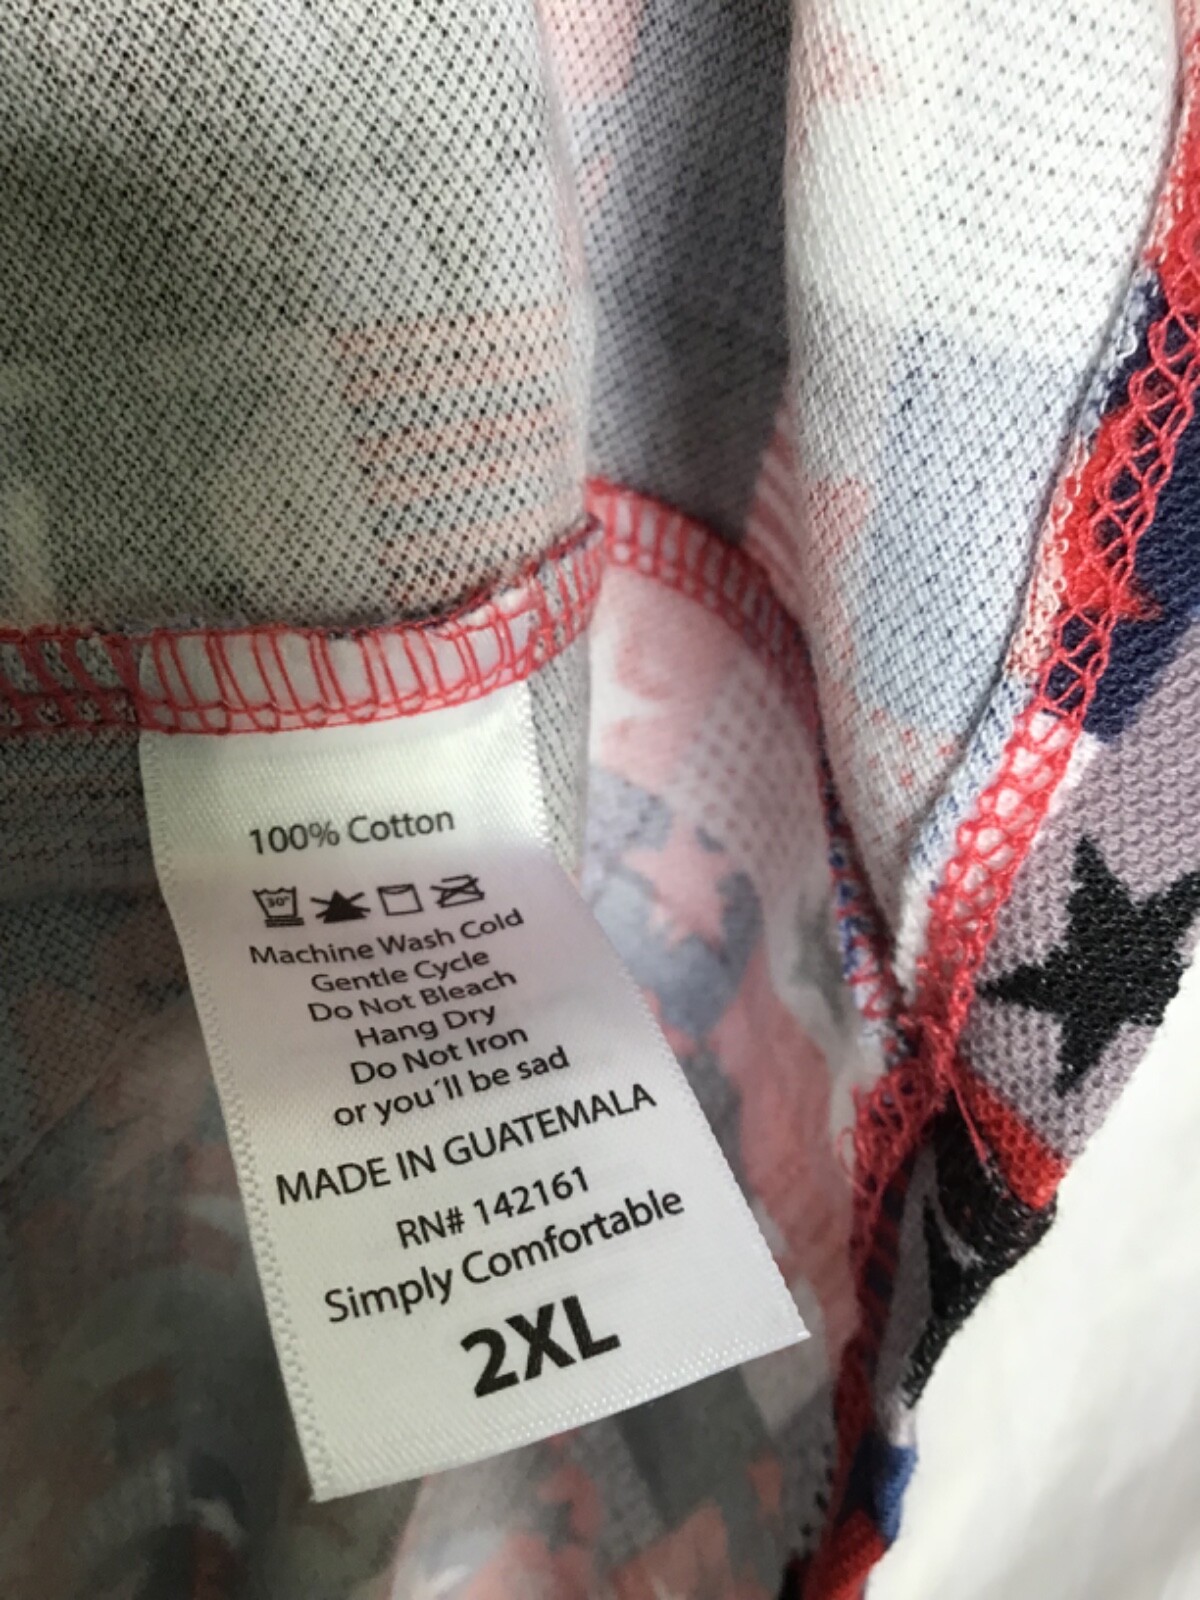 100% Cotton
30°
Machine Wash Cold
Gentle Cycle
Do Not Bleach
Hang Dry
Do Not Iron
or you´ll be sad
MADE IN GUATEMALA
RN# 142161
Simply Comfortable
2XL